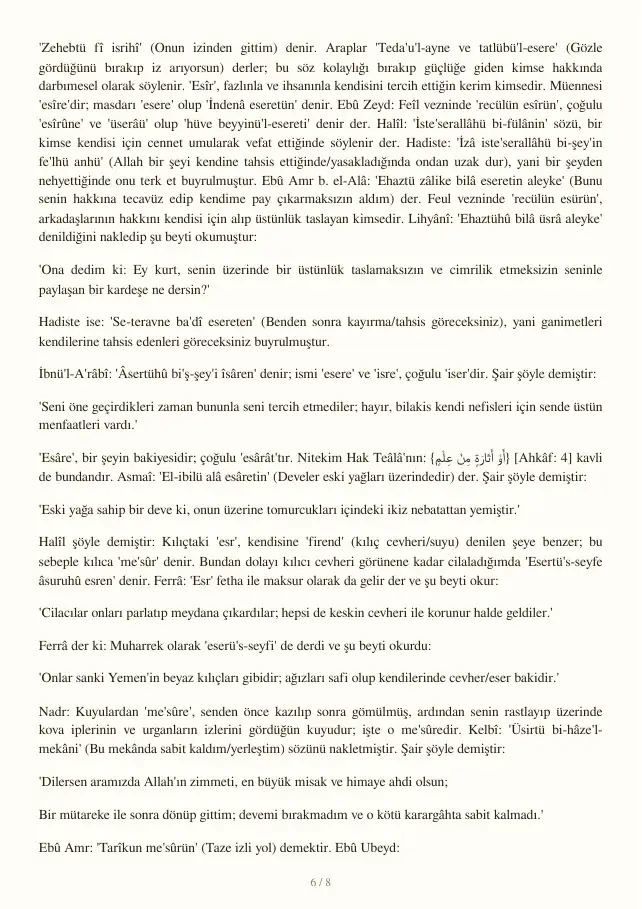 'Zehebtü fî isrihî' (Onun izinden gittim) denir. Araplar 'Teda'u'l-ayne ve tatlübü'l-esere' (Gözle
gördüğünü bırakıp iz arıyorsun) derler; bu söz kolaylığı bırakıp güçlüğe giden kimse hakkında
darbımesel olarak söylenir. 'Esîr', fazlınla ve ihsanınla kendisini tercih ettiğin kerim kimsedir. Müennesi
'esîre'dir; masdarı 'esere' olup 'İndenâ eseretün' denir. Ebû Zeyd: Feîl vezninde 'recülün esîrün', çoğulu
'esîrûne' ve 'üserâü' olup 'hüve beyyinü'l-esereti' denir der. Halîl: 'İste'serallâhü bi-fülânin' sözü, bir
kimse kendisi için cennet umularak vefat ettiğinde söylenir der. Hadiste: 'İzâ iste'serallâhü bi-şey'in
fe'lhü anhü' (Allah bir şeyi kendine tahsis ettiğinde/yasakladığında ondan uzak dur), yani bir şeyden
nehyettiğinde onu terk et buyrulmuştur. Ebû Amr b. el-Alâ: 'Ehaztü zâlike bilâ eseretin aleyke' (Bunu
senin hakkına tecavüz edip kendime pay çıkarmaksızın aldım) der. Feul vezninde 'recülün esürün',
arkadaşlarının hakkını kendisi için alıp üstünlük taslayan kimsedir. Lihyânî: 'Ehaztühû bilâ üsrâ aleyke'
denildiğini nakledip şu beyti okumuştur:
'Ona dedim ki: Ey kurt, senin üzerinde bir üstünlük taslamaksızın ve cimrilik etmeksizin seninle
paylaşan bir kardeşe ne dersin?'
Hadiste ise: 'Se-teravne ba'dî esereten' (Benden sonra kayırma/tahsis göreceksiniz), yani ganimetleri
kendilerine tahsis edenleri göreceksiniz buyrulmuştur.
İbnü'l-A'râbî: 'Âsertühû bi'ş-şey'i îsâren' denir; ismi 'esere' ve 'isre', çoğulu 'iser'dir. Şair şöyle demiştir:
'Seni öne geçirdikleri zaman bununla seni tercih etmediler; hayır, bilakis kendi nefisleri için sende üstün
menfaatleri vardı.'
'Esâre', bir şeyin bakiyesidir; çoğulu 'esârât'tır. Nitekim Hak Teâlâ'nın: {أَوْ أَثَارَةٍ مِنْ عِلْمٍ} [Ahkâf: 4] kavli
de bundandır. Asmaî: 'El-ibilü alâ esâretin' (Develer eski yağları üzerindedir) der. Şair şöyle demiştir:
'Eski yağa sahip bir deve ki, onun üzerine tomurcukları içindeki ikiz nebatattan yemiştir.'
Halîl şöyle demiştir: Kılıçtaki 'esr', kendisine 'firend' (kılıç cevheri/suyu) denilen şeye benzer; bu
sebeple kılıca 'me'sûr' denir. Bundan dolayı kılıcı cevheri görünene kadar cilaladığımda 'Esertü's-seyfe
âsuruhû esren' denir. Ferrâ: 'Esr' fetha ile maksur olarak da gelir der ve şu beyti okur:
'Cilacılar onları parlatıp meydana çıkardılar; hepsi de keskin cevheri ile korunur halde geldiler.'
Ferrâ der ki: Muharrek olarak 'eserü's-seyfi' de derdi ve şu beyti okurdu:
'Onlar sanki Yemen'in beyaz kılıçları gibidir; ağızları safi olup kendilerinde cevher/eser bakidir.'
Nadr: Kuyulardan 'me'sûre', senden önce kazılıp sonra gömülmüş, ardından senin rastlayıp üzerinde
kova iplerinin ve urganların izlerini gördüğün kuyudur; işte o me'sûredir. Kelbî: 'Üsirtü bi-hâze'l-
mekâni' (Bu mekânda sabit kaldım/yerleştim) sözünü nakletmiştir. Şair şöyle demiştir:
'Dilersen aramızda Allah'ın zimmeti, en büyük misak ve himaye ahdi olsun;
Bir mütareke ile sonra dönüp gittim; devemi bırakmadım ve o kötü karargâhta sabit kalmadı.'
Ebû Amr: 'Tarîkun me'sûrün' (Taze izli yol) demektir. Ebû Ubeyd:
6 / 8